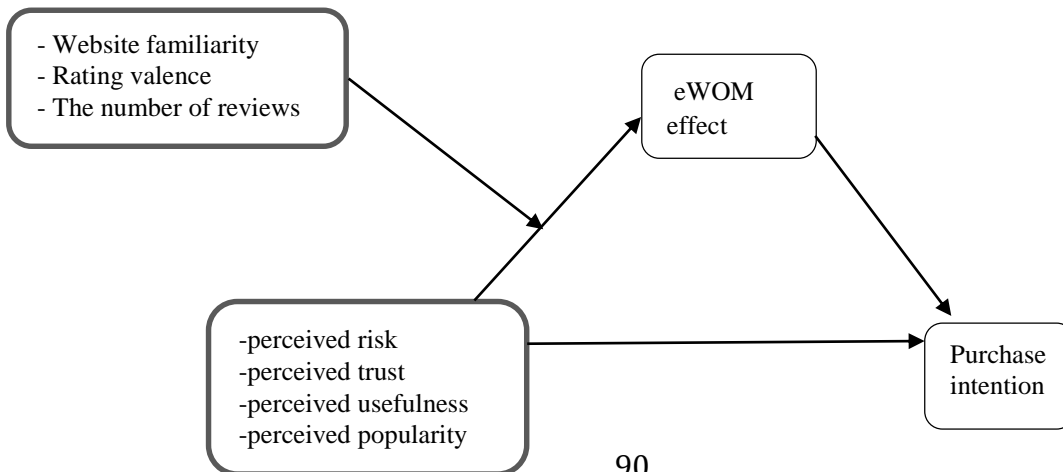 - Website familiarity
- Rating valence
- The number of reviews
eWOM
effect
-perceived risk
-perceived trust
-perceived usefulness
-perceived popularity
Purchase
intention
90